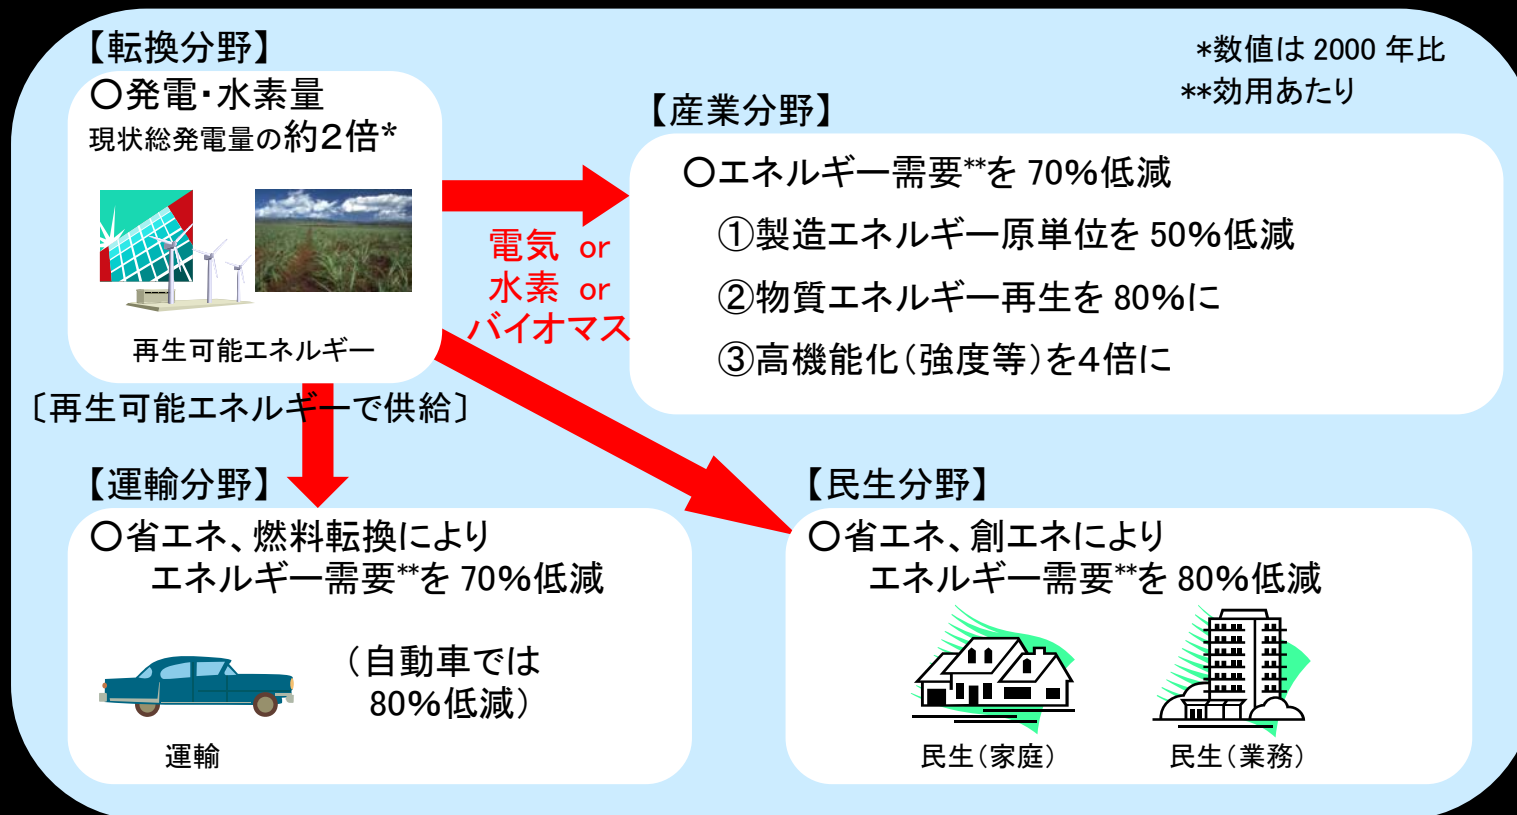 【転換分野】
○発電・水素量
現状総発電量の約2倍*
再生可能エネルギー
〔再生可能エネルギーで供給〕
*数値は 2000 年比
**効用あたり
電気 or
水素 or
バイオマス
【産業分野】
○エネルギー需要**を 70%低減
①製造エネルギー原単位を 50%低減
②物質エネルギー再生を 80%に
③高機能化(強度等)を4倍に
【運輸分野】
○省エネ、燃料転換により
エネルギー需要**を 70%低減
(自動車では
80%低減)
運輸
【民生分野】
○省エネ、創エネにより
エネルギー需要**を 80%低減
民生(家庭)
民生(業務)